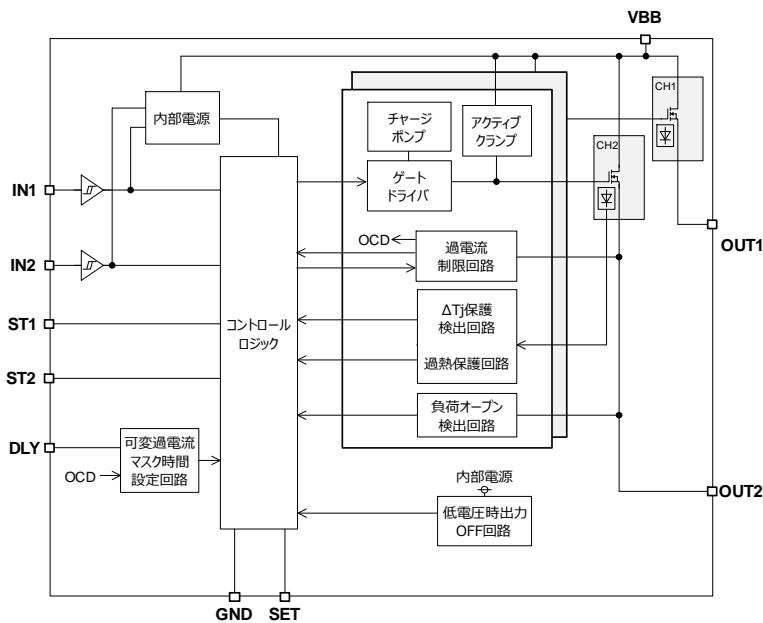 VBB
CH1
内部電源
チャージ
ポンプ
アクティブ
クランプ
CH2
ゲート
ドライバ
IN1
OUT1
OCD
過電流
制限回路
IN2
ΔTj保護
検出回路
過熱保護回路
ST1
コントロール
ロジック
ST2
負荷オープン
検出回路
DLY
可変過電流
マスク時間
設定回路
OCD
内部電源
OUT2
低電圧時出力
OFF回路
GND
SET